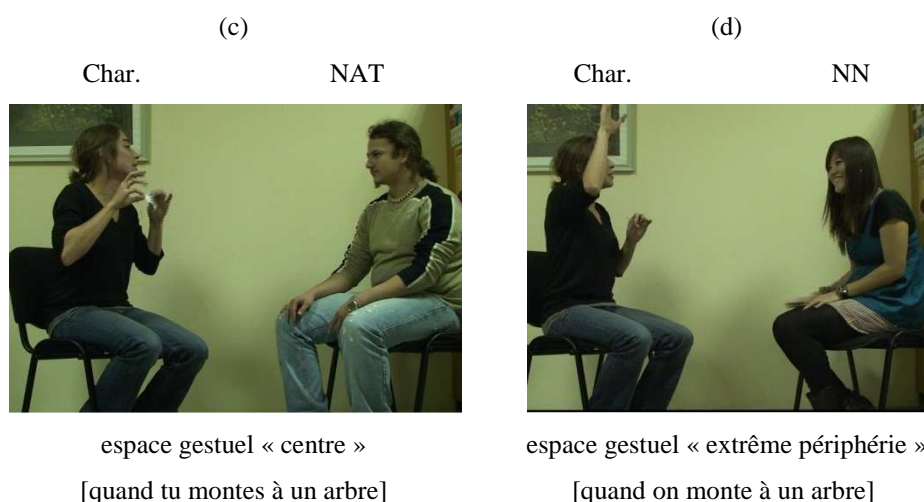 (c) (d)
Char. NAT Char. NN
espace gestuel « centre » espace gestuel « extrême périphérie »
[quand tu montes à un arbre] [quand on monte à un arbre]